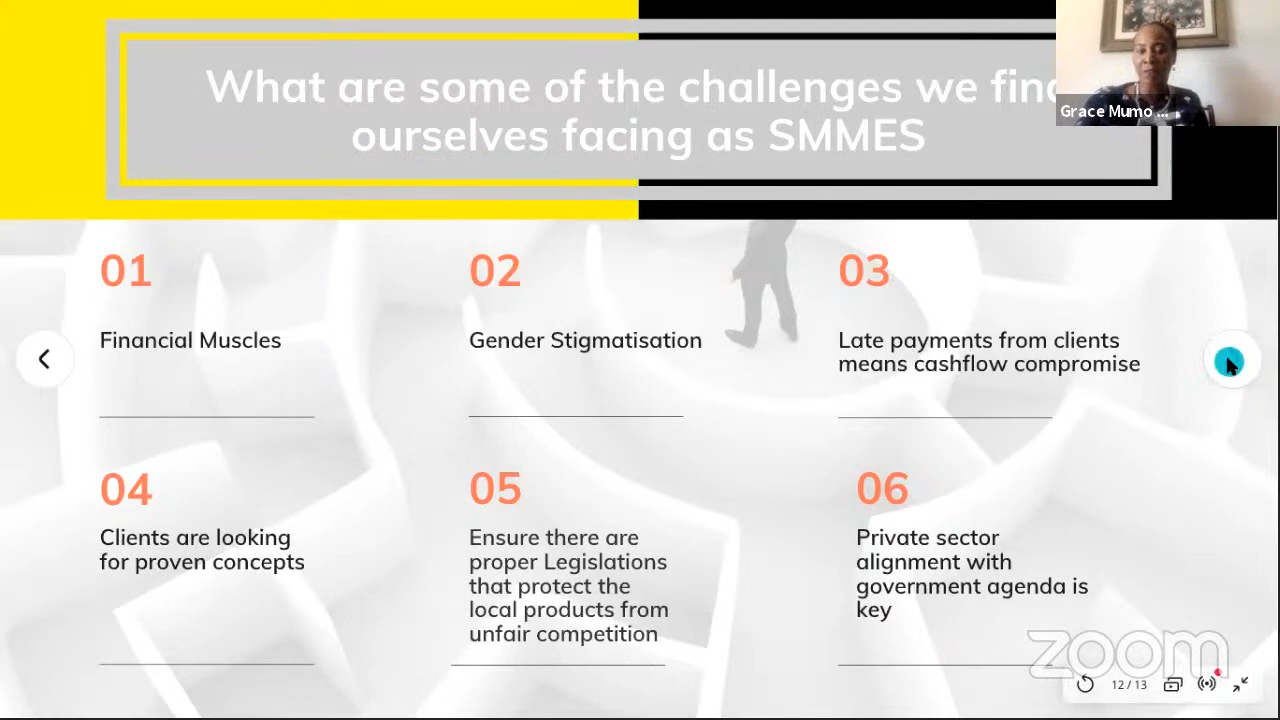 What are some of the challenges we
ourselves facing as SMMES
Grace Mumo ...
01
Financial Muscles
02
Gender Stigmatisation
03
Late payments from clients
means cashflow compromise
04
Clients are looking
for proven concepts
05
Ensure there are
proper Legislations
that protect the
local products from
unfair competition
06
Private sector
alignment with
government agenda is
key
zoom
12 / 13